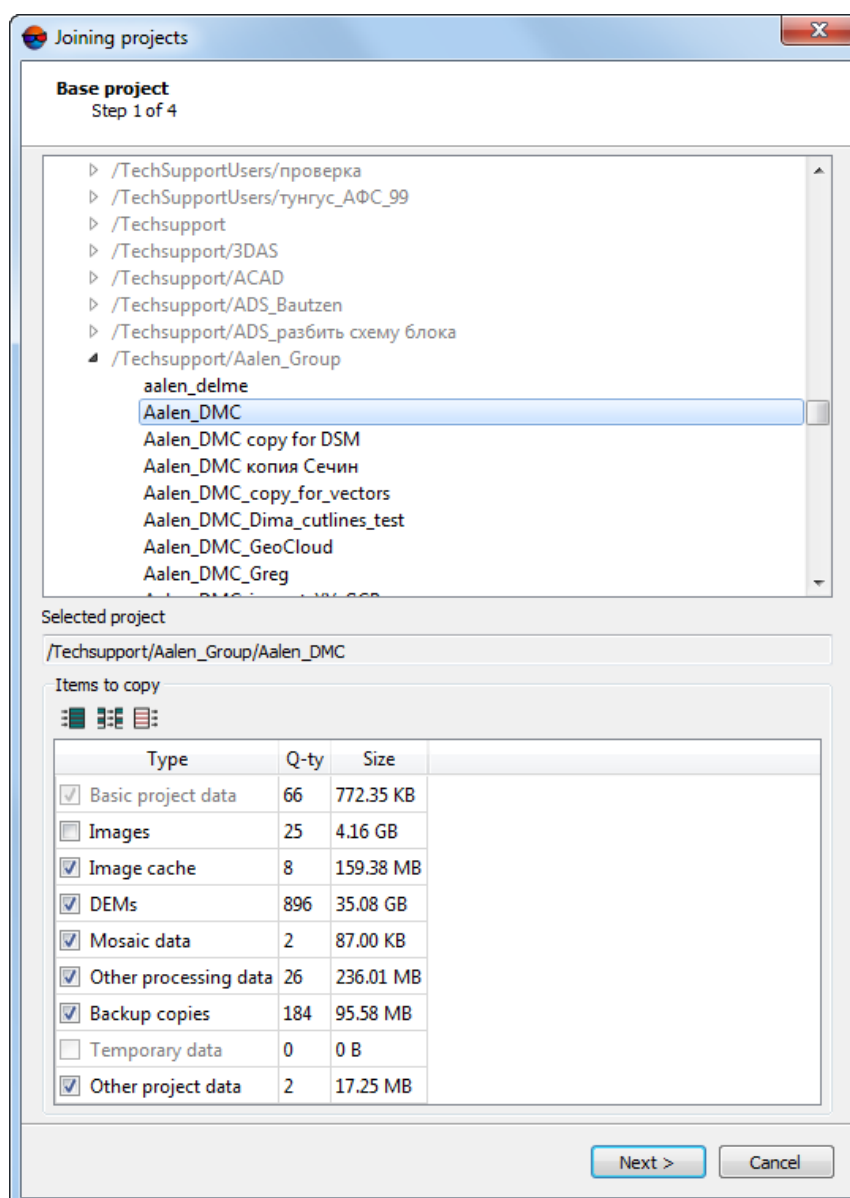 Joining projects
Base project
Step 1 of 4
/TechSupportUsers/проверка
/TechSupportUsers/тунгус_АФС_99
/Techsupport
/Techsupport/3DAS
/Techsupport/ACAD
/Techsupport/ADS_Bautzen
/Techsupport/ADS_разбить схему блока
/Techsupport/Aalen_Group
aalen_delme
Aalen_DMC
Aalen_DMC copy for DSM
Aalen_DMC копия Сечин
Aalen_DMC_copy_for_vectors
Aalen_DMC_Dima_cutlines_test
Aalen_DMC_GeoCloud
Aalen_DMC_Greg
Selected project
/Techsupport/Aalen_Group/Aalen_DMC
Items to copy
Type Q-ty Size
Basic project data 66 772.35 KB
Images 25 4.16 GB
Image cache 8 159.38 MB
DEMs 896 35.08 GB
Mosaic data 2 87.00 KB
Other processing data 26 236.01 MB
Backup copies 184 95.58 MB
Temporary data 0 0 B
Other project data 2 17.25 MB
Next > Cancel